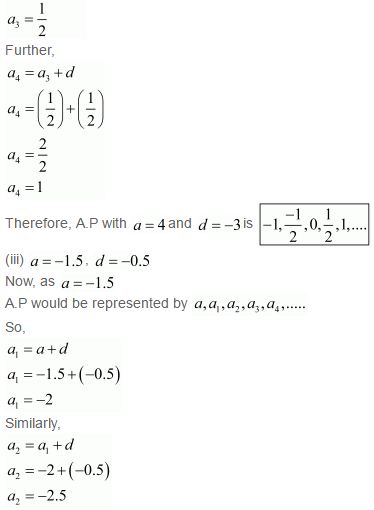 a₃ = 1/2
Further,
a₄ = a₃ + d
a₄ = (1/2) + (1/2)
a₄ = 2/2
a₄ = 1
Therefore, A.P with a = 4 and d = −3 is −1, −1/2, 0, 1/2, 1,....
(iii) a = −1.5, d = −0.5
Now, as a = −1.5
A.P would be represented by a, a₁, a₂, a₃, a₄,.....
So,
a₁ = a + d
a₁ = −1.5 + (−0.5)
a₁ = −2
Similarly,
a₂ = a₁ + d
a₂ = −2 + (−0.5)
a₂ = −2.5